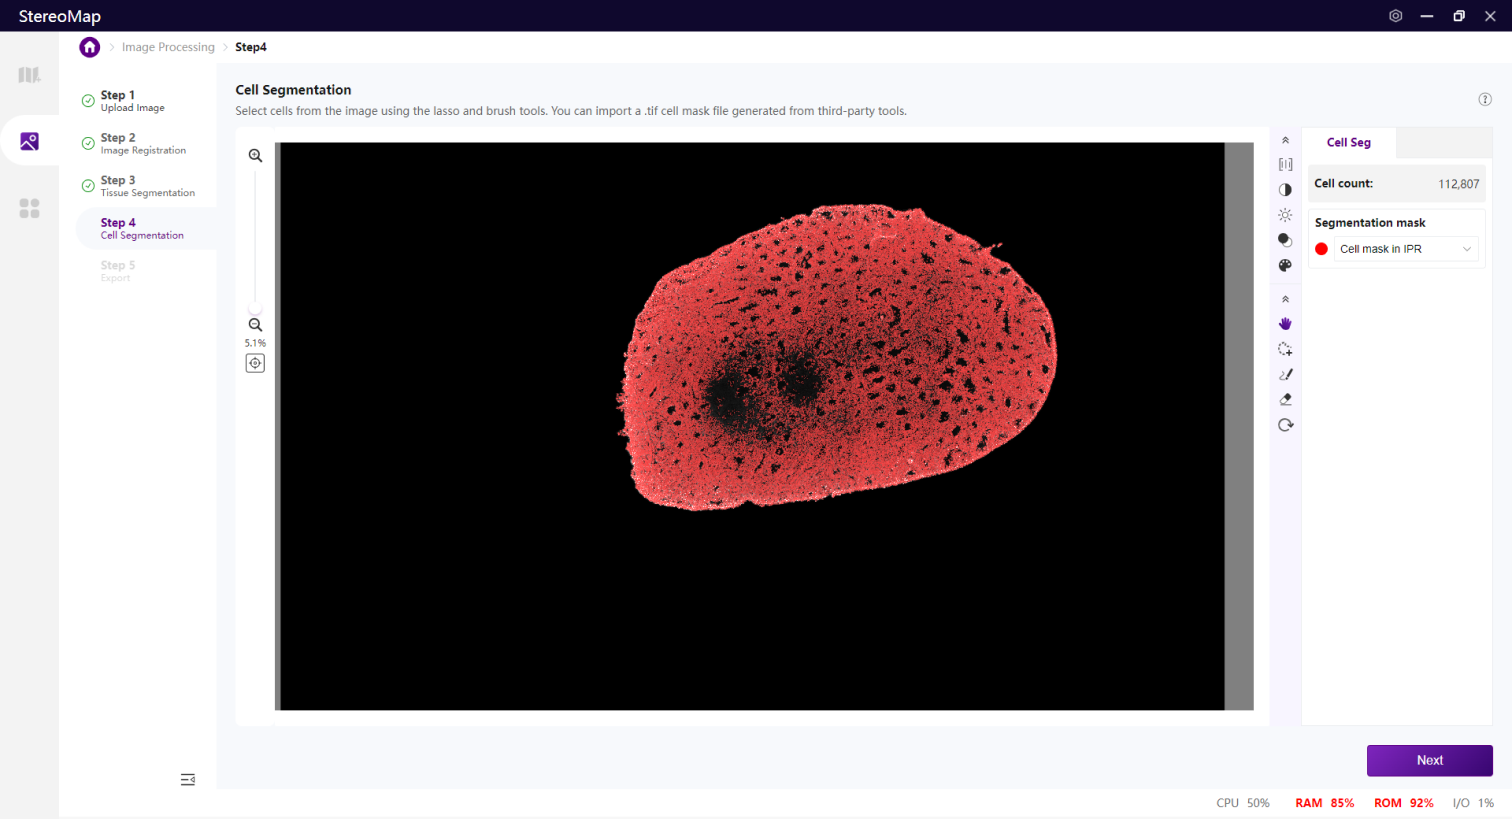 StereoMap
Image Processing
Step4
Step 1
Upload Image
Step 2
Image Registration
Step 3
Tissue Segmentation
Step 4
Cell Segmentation
Step 5
Export
Cell Segmentation
Select cells from the image using the lasso and brush tools. You can import a .tif cell mask file generated from third-party tools.
5.1%
Cell Seg
Cell count: 112,807
Segmentation mask
Cell mask in IPR
Next
CPU 50% RAM 85% ROM 92% I/O 1%